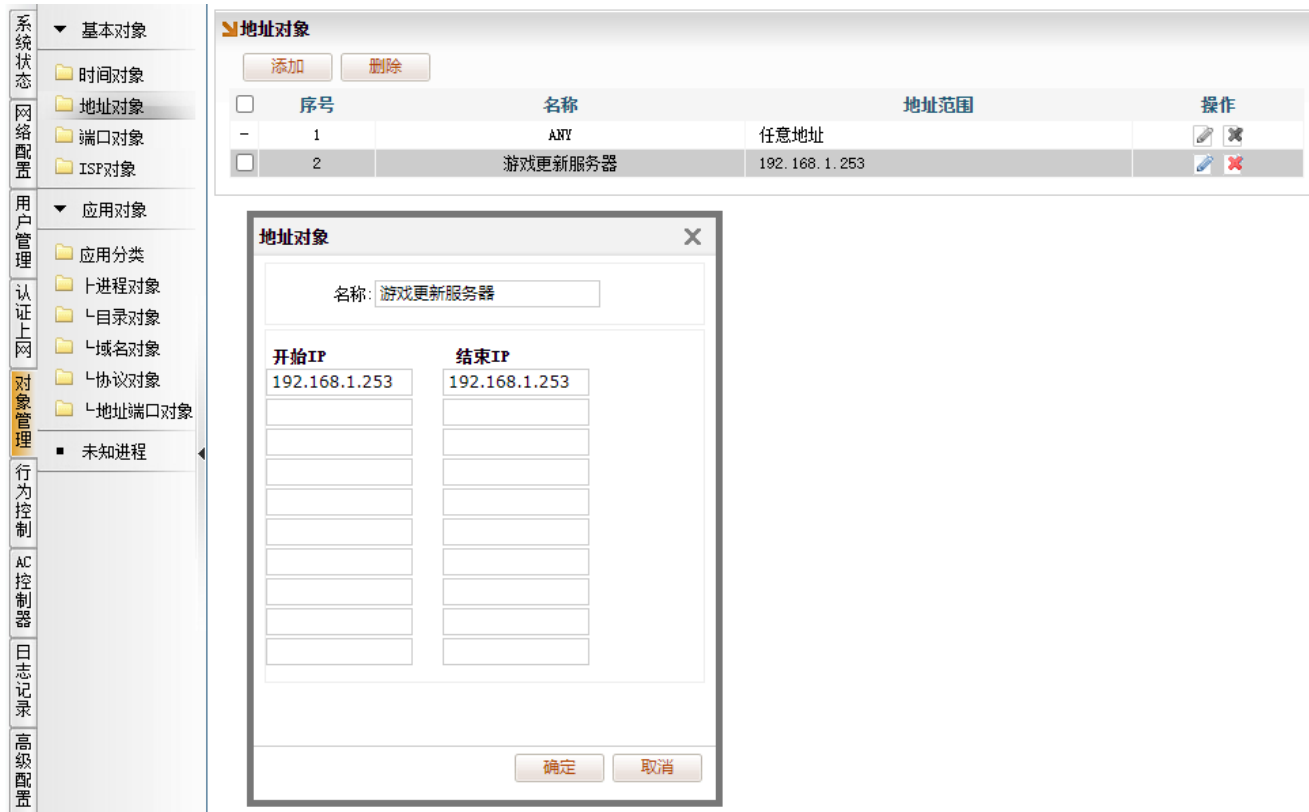 系统状态
网络配置
用户管理
认证上网
对象管理
行为控制
AC控制器
日志记录
高级配置
基本对象
时间对象
地址对象
端口对象
ISP对象
应用对象
应用分类
├进程对象
└目录对象
└域名对象
└协议对象
└地址端口对象
未知进程
地址对象
添加 删除
序号 名称 地址范围 操作
- 1 ANY 任意地址
2 游戏更新服务器 192.168.1.253
地址对象
名称: 游戏更新服务器
开始IP 结束IP
192.168.1.253 192.168.1.253
确定 取消